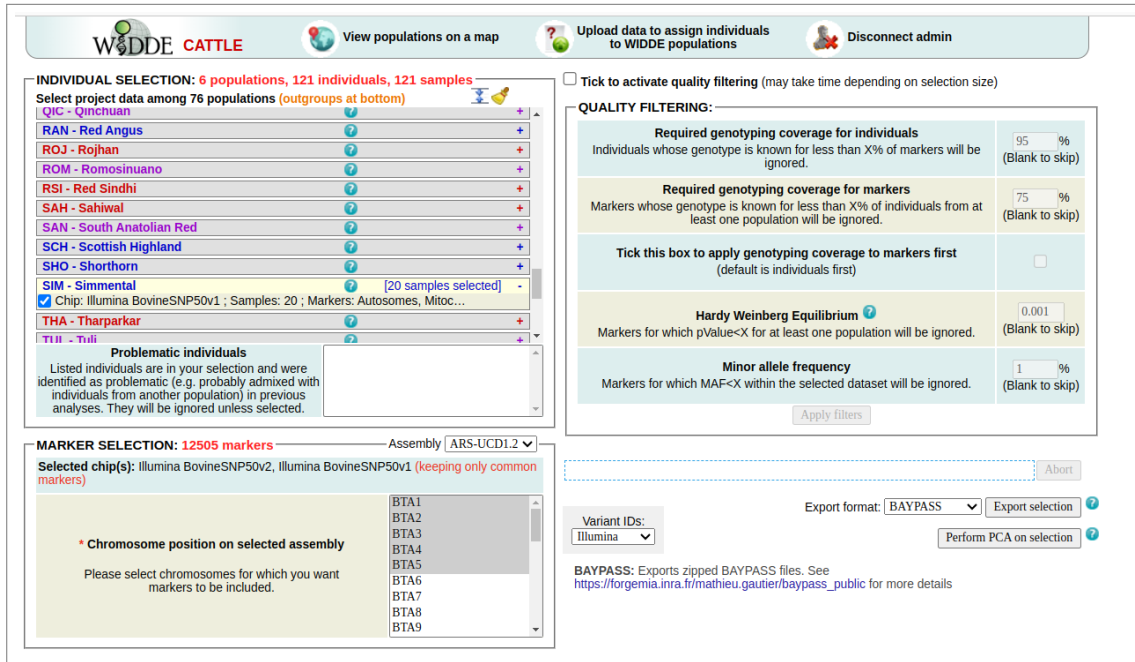 WIDDE CATTLE
View populations on a map
Upload data to assign individuals
to WIDDE populations
Disconnect admin
INDIVIDUAL SELECTION: 6 populations, 121 individuals, 121 samples
Select project data among 76 populations (outgroups at bottom)
QIC - Qinchuan ? +
RAN - Red Angus ? +
ROJ - Rojhan ? +
ROM - Romosinuano ? +
RSI - Red Sindhi ? +
SAH - Sahiwal ? +
SAN - South Anatolian Red ? +
SCH - Scottish Highland ? +
SHO - Shorthorn ? +
SIM - Simmental ? [20 samples selected] -
Chip: Illumina BovineSNP50v1 ; Samples: 20 ; Markers: Autosomes, Mitoc…
THA - Tharparkar ? +
TUL - Tuli ? +
Problematic individuals
Listed individuals are in your selection and were
identified as problematic (e.g. probably admixed with
individuals from another population) in previous
analyses. They will be ignored unless selected.
MARKER SELECTION: 12505 markers
Assembly ARS-UCD1.2
Selected chip(s): Illumina BovineSNP50v2, Illumina BovineSNP50v1 (keeping only common
markers)
* Chromosome position on selected assembly
Please select chromosomes for which you want
markers to be included.
BTA1
BTA2
BTA3
BTA4
BTA5
BTA6
BTA7
BTA8
BTA9
Tick to activate quality filtering (may take time depending on selection size)
QUALITY FILTERING:
Required genotyping coverage for individuals
Individuals whose genotype is known for less than X% of markers will be
ignored.
95 %
(Blank to skip)
Required genotyping coverage for markers
Markers whose genotype is known for less than X% of individuals from at
least one population will be ignored.
75 %
(Blank to skip)
Tick this box to apply genotyping coverage to markers first
(default is individuals first)
Hardy Weinberg Equilibrium ?
Markers for which pValue<X for at least one population will be ignored.
0.001
(Blank to skip)
Minor allele frequency
Markers for which MAF<X within the selected dataset will be ignored.
1 %
(Blank to skip)
Apply filters
Abort
Export format: BAYPASS Export selection ?
Variant IDs:
Illumina
Perform PCA on selection ?
BAYPASS: Exports zipped BAYPASS files. See
https://forgemia.inra.fr/mathieu.gautier/baypass_public for more details